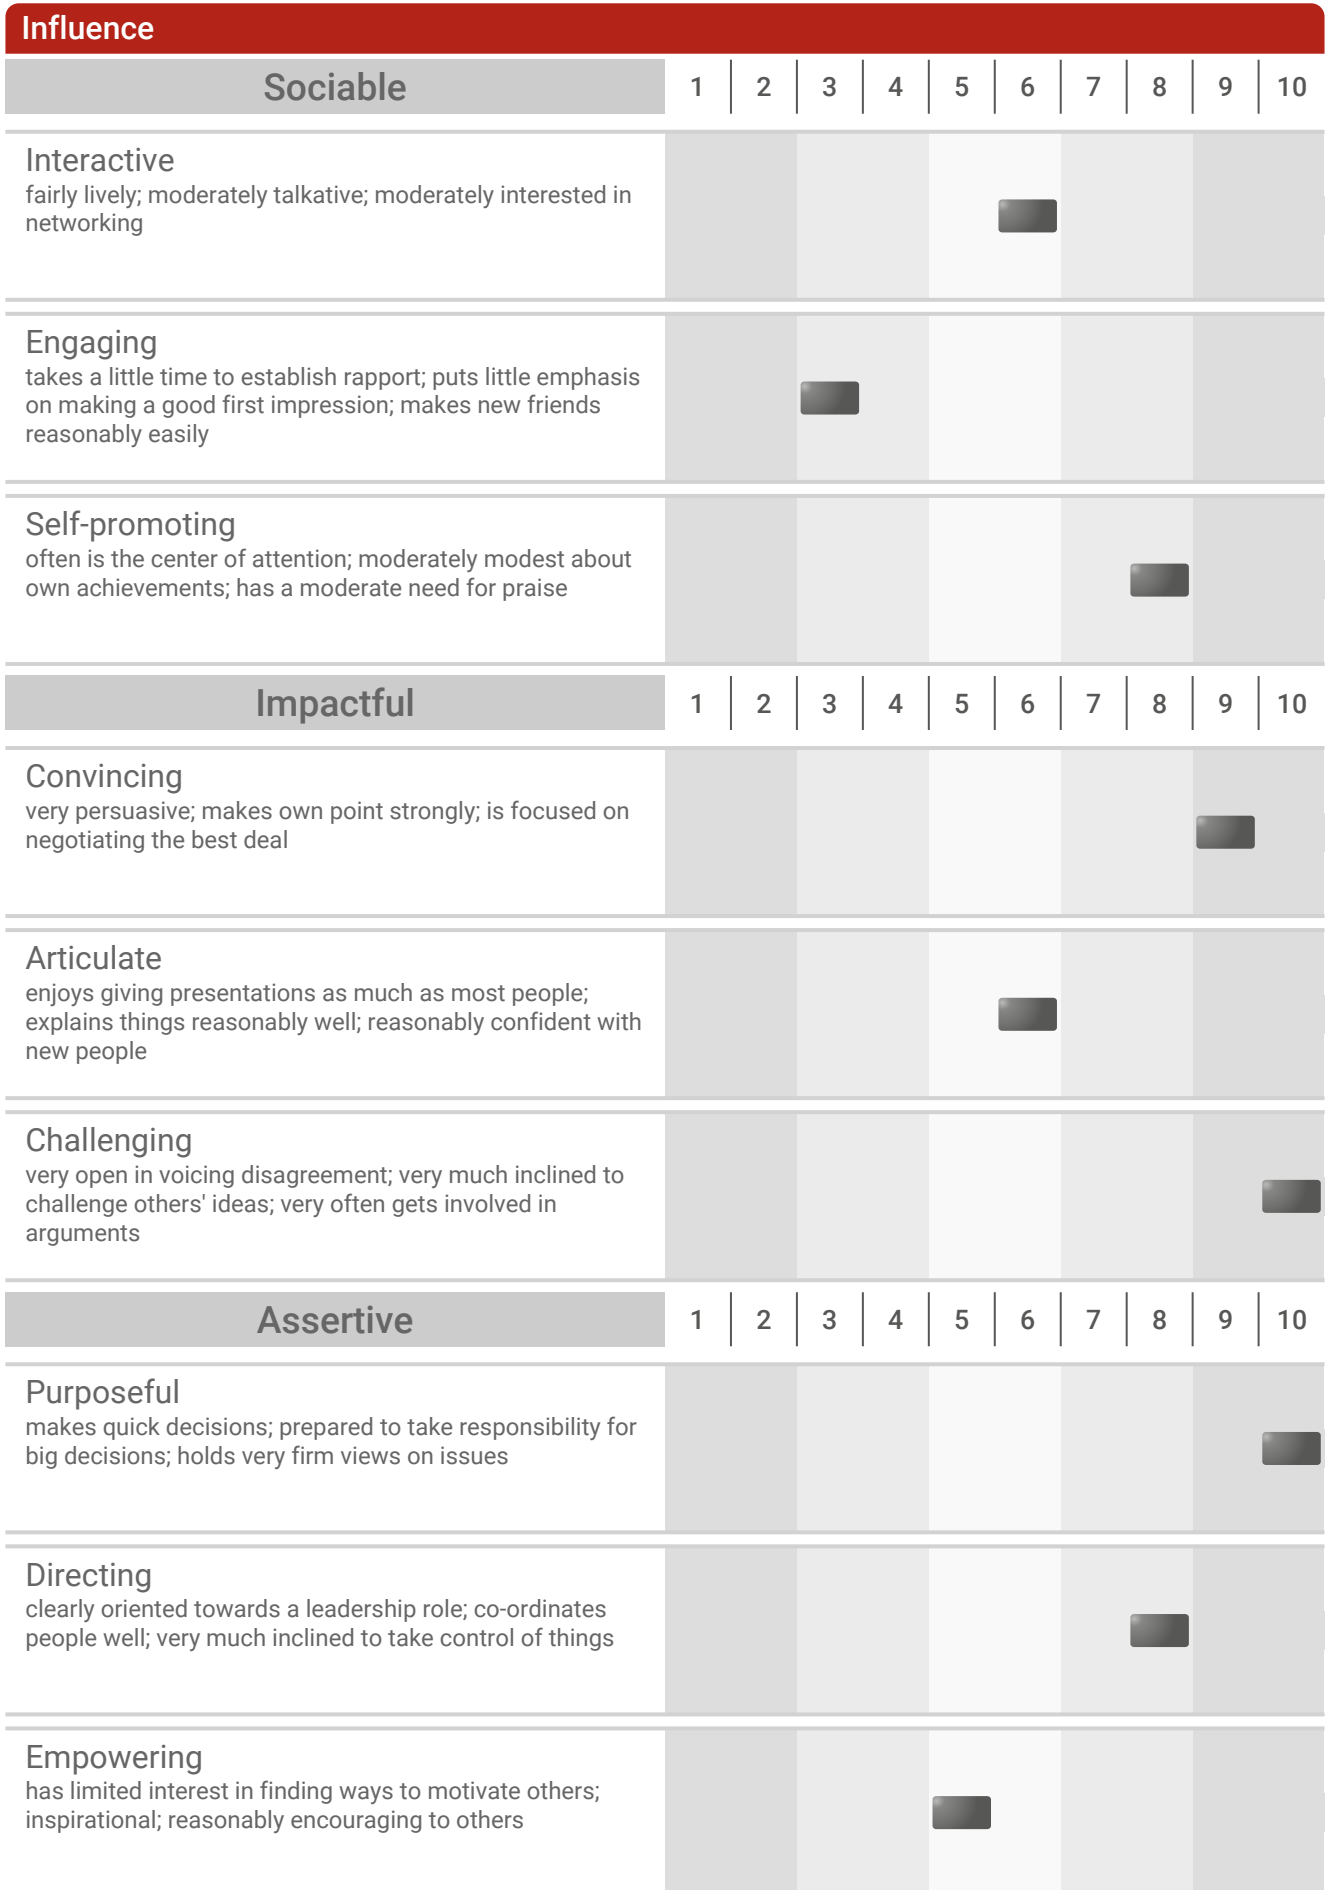 Influence
Sociable 1 2 3 4 5 6 7 8 9 10
Interactive
fairly lively; moderately talkative; moderately interested in
networking
Engaging
takes a little time to establish rapport; puts little emphasis
on making a good first impression; makes new friends
reasonably easily
Self-promoting
often is the center of attention; moderately modest about
own achievements; has a moderate need for praise
Impactful 1 2 3 4 5 6 7 8 9 10
Convincing
very persuasive; makes own point strongly; is focused on
negotiating the best deal
Articulate
enjoys giving presentations as much as most people;
explains things reasonably well; reasonably confident with
new people
Challenging
very open in voicing disagreement; very much inclined to
challenge others' ideas; very often gets involved in
arguments
Assertive 1 2 3 4 5 6 7 8 9 10
Purposeful
makes quick decisions; prepared to take responsibility for
big decisions; holds very firm views on issues
Directing
clearly oriented towards a leadership role; co-ordinates
people well; very much inclined to take control of things
Empowering
has limited interest in finding ways to motivate others;
inspirational; reasonably encouraging to others